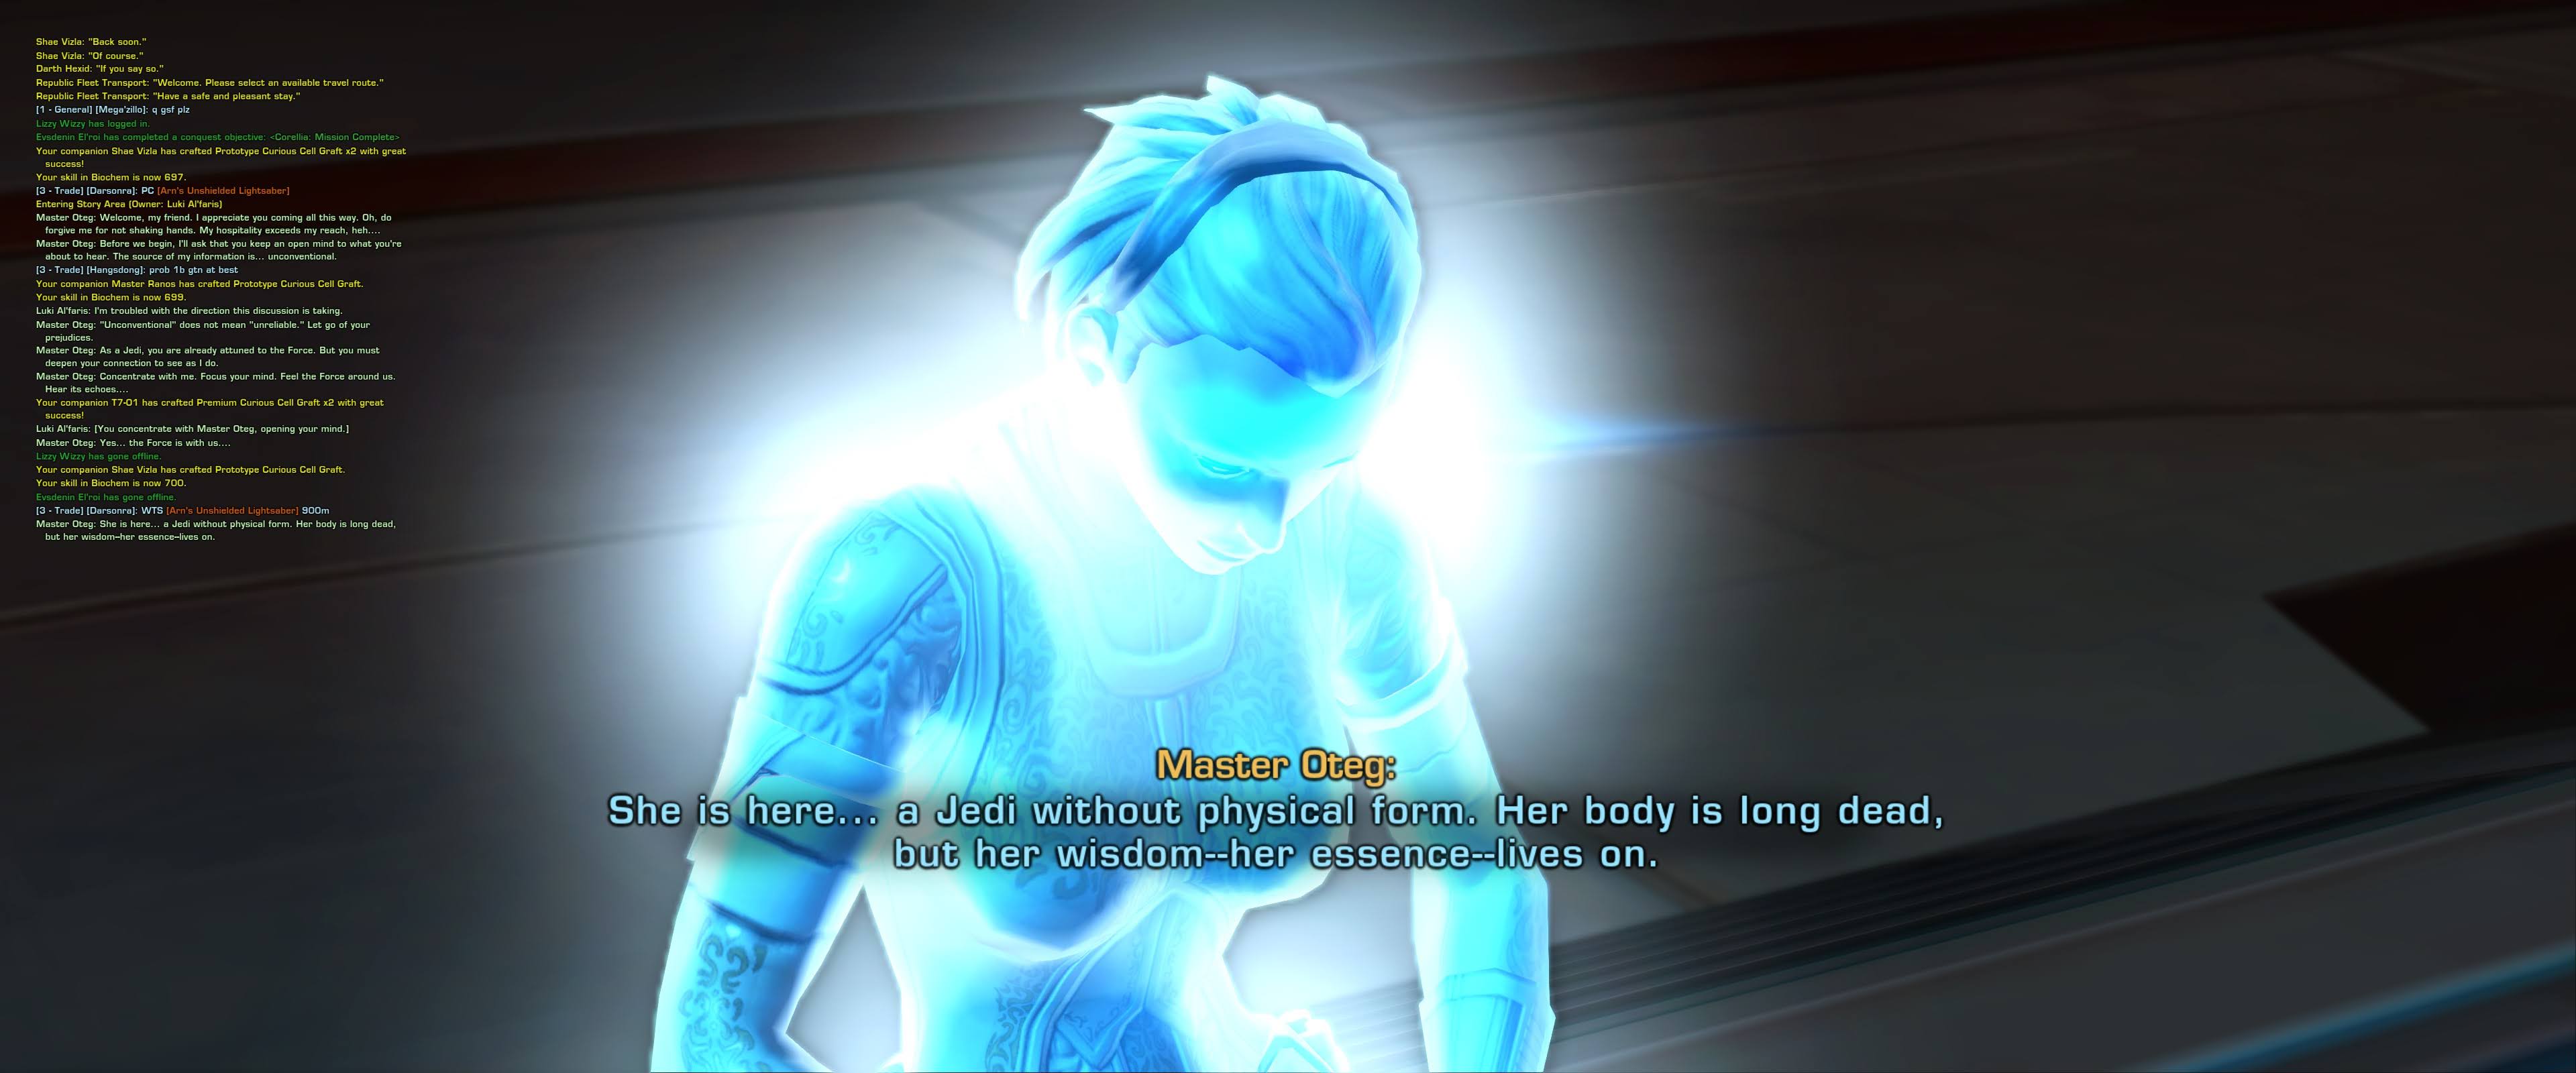 Shae Vizla: "Back soon."
Shae Vizla: "Of course."
Darth Hexid: "If you say so."
Republic Fleet Transport: "Welcome. Please select an available travel route."
Republic Fleet Transport: "Have a safe and pleasant stay."
[1 - General] [Mega'zillo]: q gsf plz
Lizzy Wizzy has logged in.
Evsdenin El'roi has completed a conquest objective: <Corellia: Mission Complete>
Your companion Shae Vizla has crafted Prototype Curious Cell Graft x2 with great
success!
Your skill in Biochem is now 697.
[3 - Trade] [Darsonra]: PC [Arn's Unshielded Lightsaber]
Entering Story Area (Owner: Luki Al'faris)
Master Oteg: Welcome, my friend. I appreciate you coming all this way. Oh, do
forgive me for not shaking hands. My hospitality exceeds my reach, heh....
Master Oteg: Before we begin, I'll ask that you keep an open mind to what you're
about to hear. The source of my information is... unconventional.
[3 - Trade] [Hangsdong]: prob 1b gtn at best
Your companion Master Ranos has crafted Prototype Curious Cell Graft.
Your skill in Biochem is now 699.
Luki Al'faris: I'm troubled with the direction this discussion is taking.
Master Oteg: "Unconventional" does not mean "unreliable." Let go of your
prejudices.
Master Oteg: As a Jedi, you are already attuned to the Force. But you must
deepen your connection to see as I do.
Master Oteg: Concentrate with me. Focus your mind. Feel the Force around us.
Hear its echoes....
Your companion T7-O1 has crafted Premium Curious Cell Graft x2 with great
success!
Luki Al'faris: [You concentrate with Master Oteg, opening your mind.]
Master Oteg: Yes... the Force is with us....
Lizzy Wizzy has gone offline.
Your companion Shae Vizla has crafted Prototype Curious Cell Graft.
Your skill in Biochem is now 700.
Evsdenin El'roi has gone offline.
[3 - Trade] [Darsonra]: WTS [Arn's Unshielded Lightsaber] 900m
Master Oteg: She is here... a Jedi without physical form. Her body is long dead,
but her wisdom--her essence--lives on.
Master Oteg:
She is here... a Jedi without physical form. Her body is long dead,
but her wisdom--her essence--lives on.